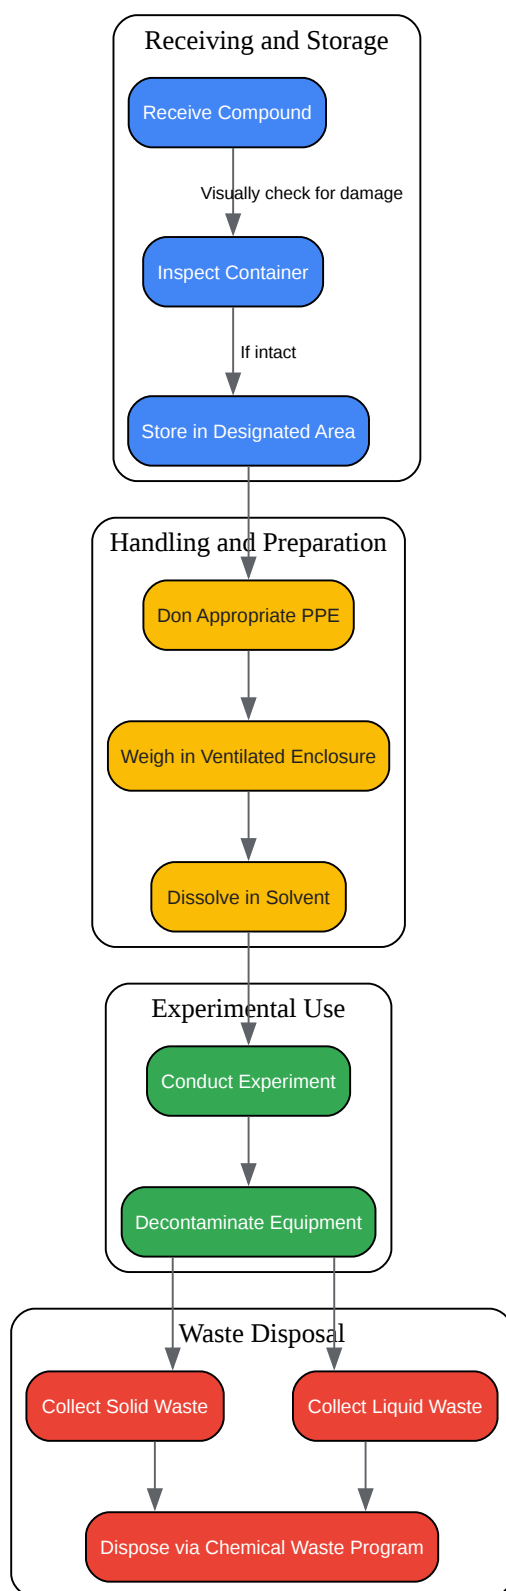 Receiving and Storage
Receive Compound
Visually check for damage
Inspect Container
If intact
Store in Designated Area
Handling and Preparation
Don Appropriate PPE
Weigh in Ventilated Enclosure
Dissolve in Solvent
Experimental Use
Conduct Experiment
Decontaminate Equipment
Waste Disposal
Collect Solid Waste
Collect Liquid Waste
Dispose via Chemical Waste Program